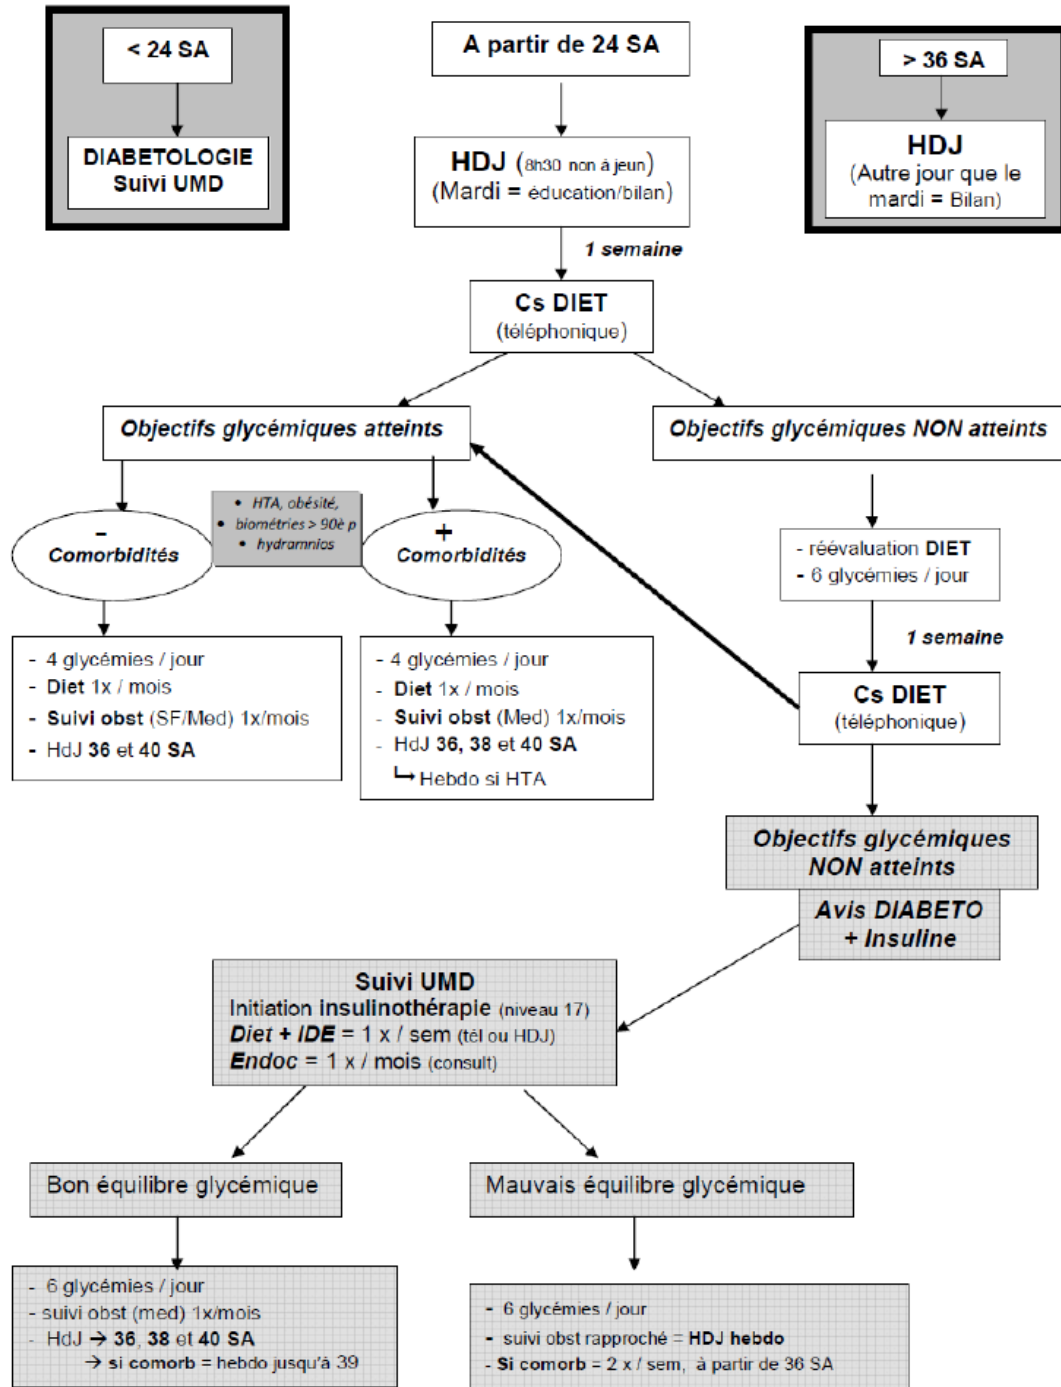 < 24 SA
DIABETOLOGIE
Suivi UMD
A partir de 24 SA
HDJ (8h30 non à jeun)
(Mardi = éducation/bilan)
> 36 SA
HDJ
(Autre jour que le
mardi = Bilan)
1 semaine
Cs DIET
(téléphonique)
Objectifs glycémiques atteints
Objectifs glycémiques NON atteints
-
Comorbidités
• HTA, obésité,
• biométries > 90è p
• hydramnios
+
Comorbidités
- réévaluation DIET
- 6 glycémies / jour
1 semaine
- 4 glycémies / jour
- Diet 1x / mois
- Suivi obst (SF/Med) 1x/mois
- HdJ 36 et 40 SA
- 4 glycémies / jour
- Diet 1x / mois
- Suivi obst (Med) 1x/mois
- HdJ 36, 38 et 40 SA
↳ Hebdo si HTA
Cs DIET
(téléphonique)
Objectifs glycémiques
NON atteints
Avis DIABETO
+ Insuline
Suivi UMD
Initiation insulinothérapie (niveau 17)
Diet + IDE = 1 x / sem (tél ou HDJ)
Endoc = 1 x / mois (consult)
Bon équilibre glycémique
Mauvais équilibre glycémique
- 6 glycémies / jour
- suivi obst (med) 1x/mois
- HdJ → 36, 38 et 40 SA
→ si comorb = hebdo jusqu'à 39
- 6 glycémies / jour
- suivi obst rapproché = HDJ hebdo
- Si comorb = 2 x / sem, à partir de 36 SA